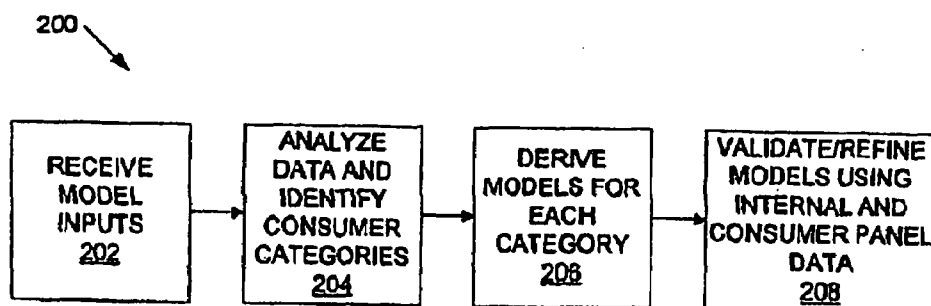 200
RECEIVE
MODEL
INPUTS
202
ANALYZE
DATA AND
IDENTIFY
CONSUMER
CATEGORIES
204
DERIVE
MODELS FOR
EACH
CATEGORY
206
VALIDATE/REFINE
MODELS USING
INTERNAL AND
CONSUMER PANEL
DATA
208